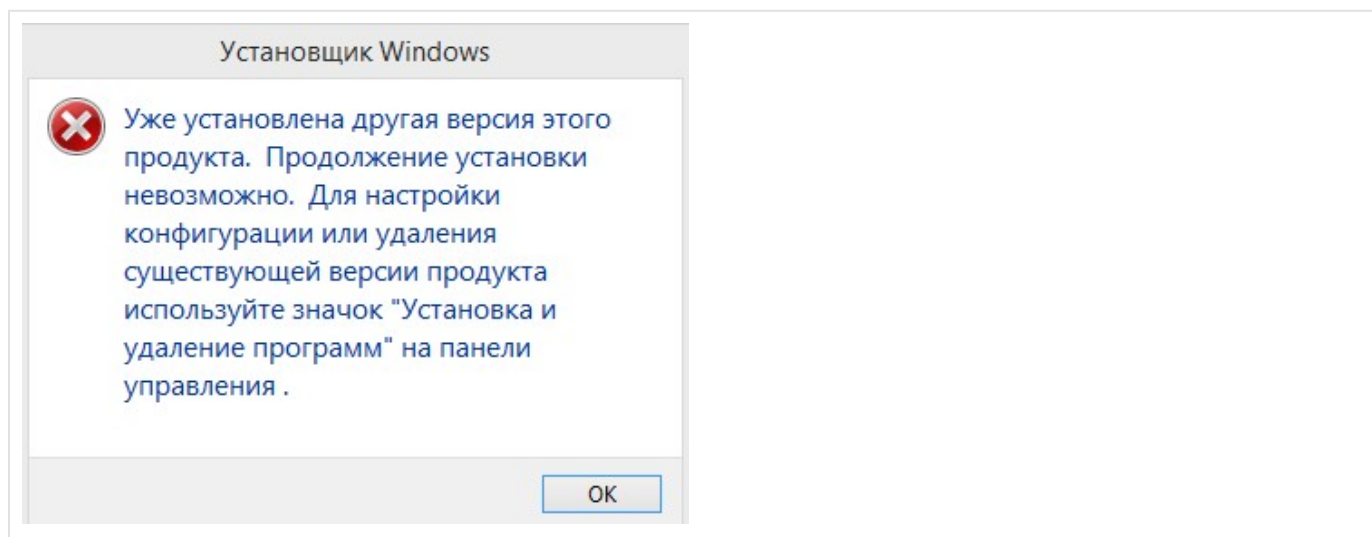 Установщик Windows
Уже установлена другая версия этого
продукта.  Продолжение установки
невозможно.  Для настройки
конфигурации или удаления
существующей версии продукта
используйте значок "Установка и
удаление программ" на панели
управления .
OK